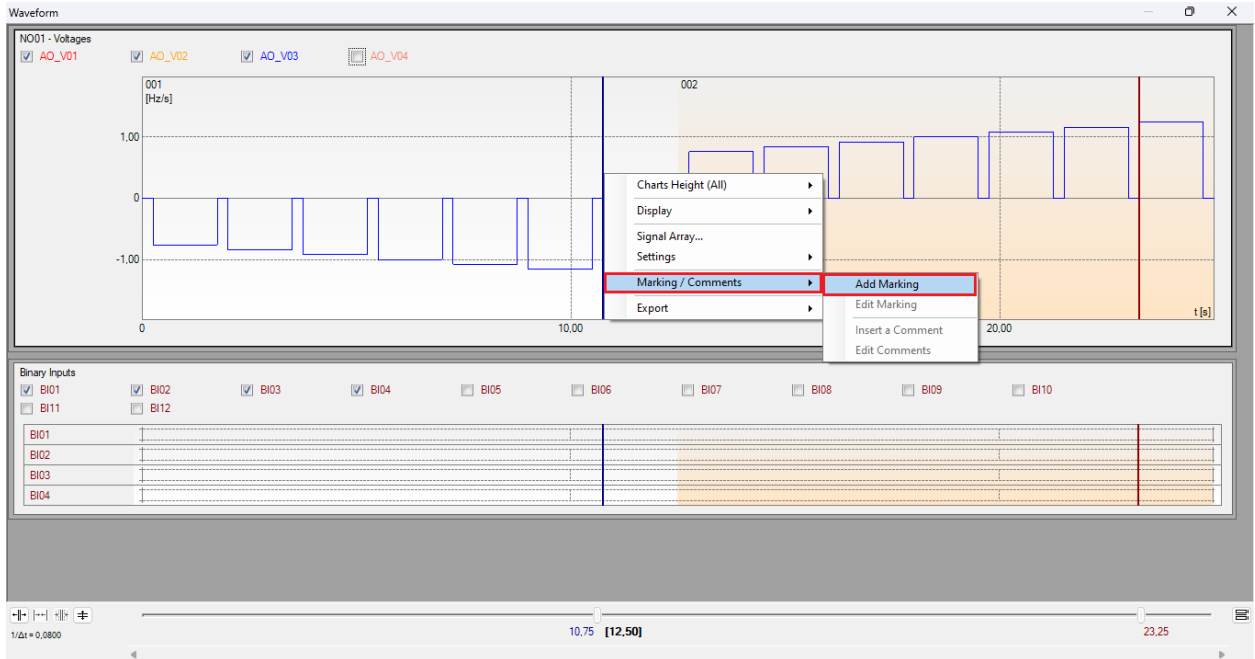 Waveform
NO01 - Voltages
AO_V01 AO_V02 AO_V03 AO_V04
001 002
[Hz/s]
1,00
0
-1,00
0 10,00 20,00
t [s]
Charts Height (All)
Display
Signal Array...
Settings
Marking / Comments
Export
Add Marking
Edit Marking
Insert a Comment
Edit Comments
Binary Inputs
BI01 BI02 BI03 BI04 BI05 BI06 BI07 BI08 BI09 BI10
BI11 BI12
BI01
BI02
BI03
BI04
1/Δt = 0,0800
10,75 [12,50] 23,25